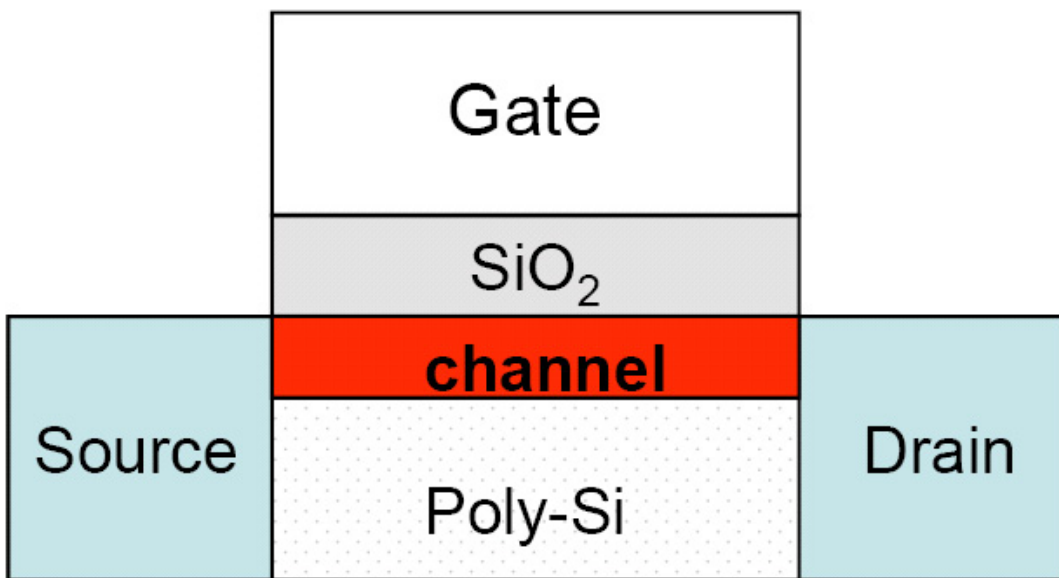 Gate
SiO₂
channel
Source
Drain
Poly-Si